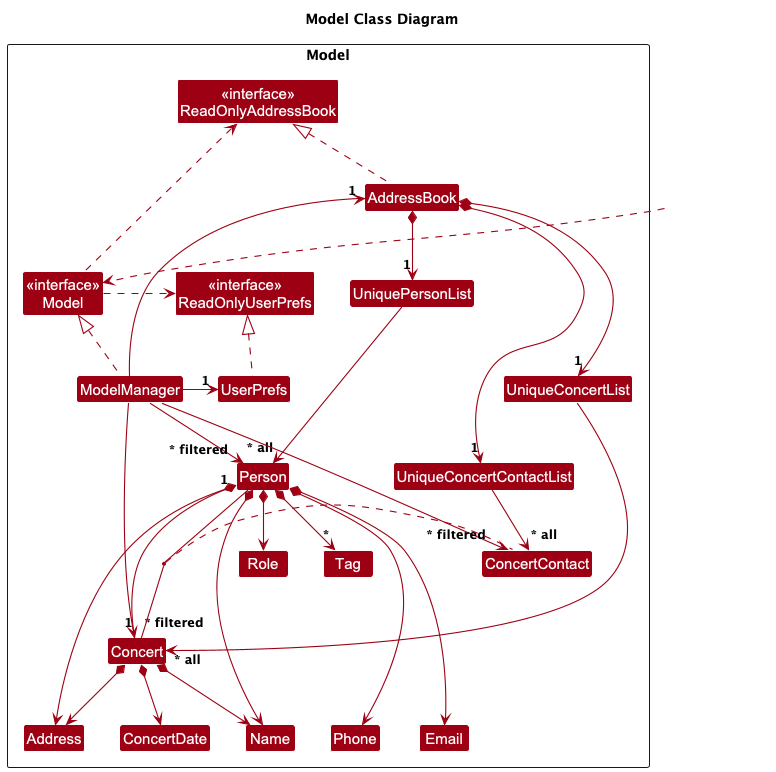 Model Class Diagram
Model
«interface»
ReadOnlyAddressBook
1
AddressBook
1
«interface»
Model
«interface»
ReadOnlyUserPrefs
UniquePersonList
1
ModelManager
1
UserPrefs
UniqueConcertList
* filtered
* all
1
1
Person
UniqueConcertContactList
*
* filtered
* all
Role
Tag
ConcertContact
1
* filtered
Concert
* all
Address
ConcertDate
Name
Phone
Email